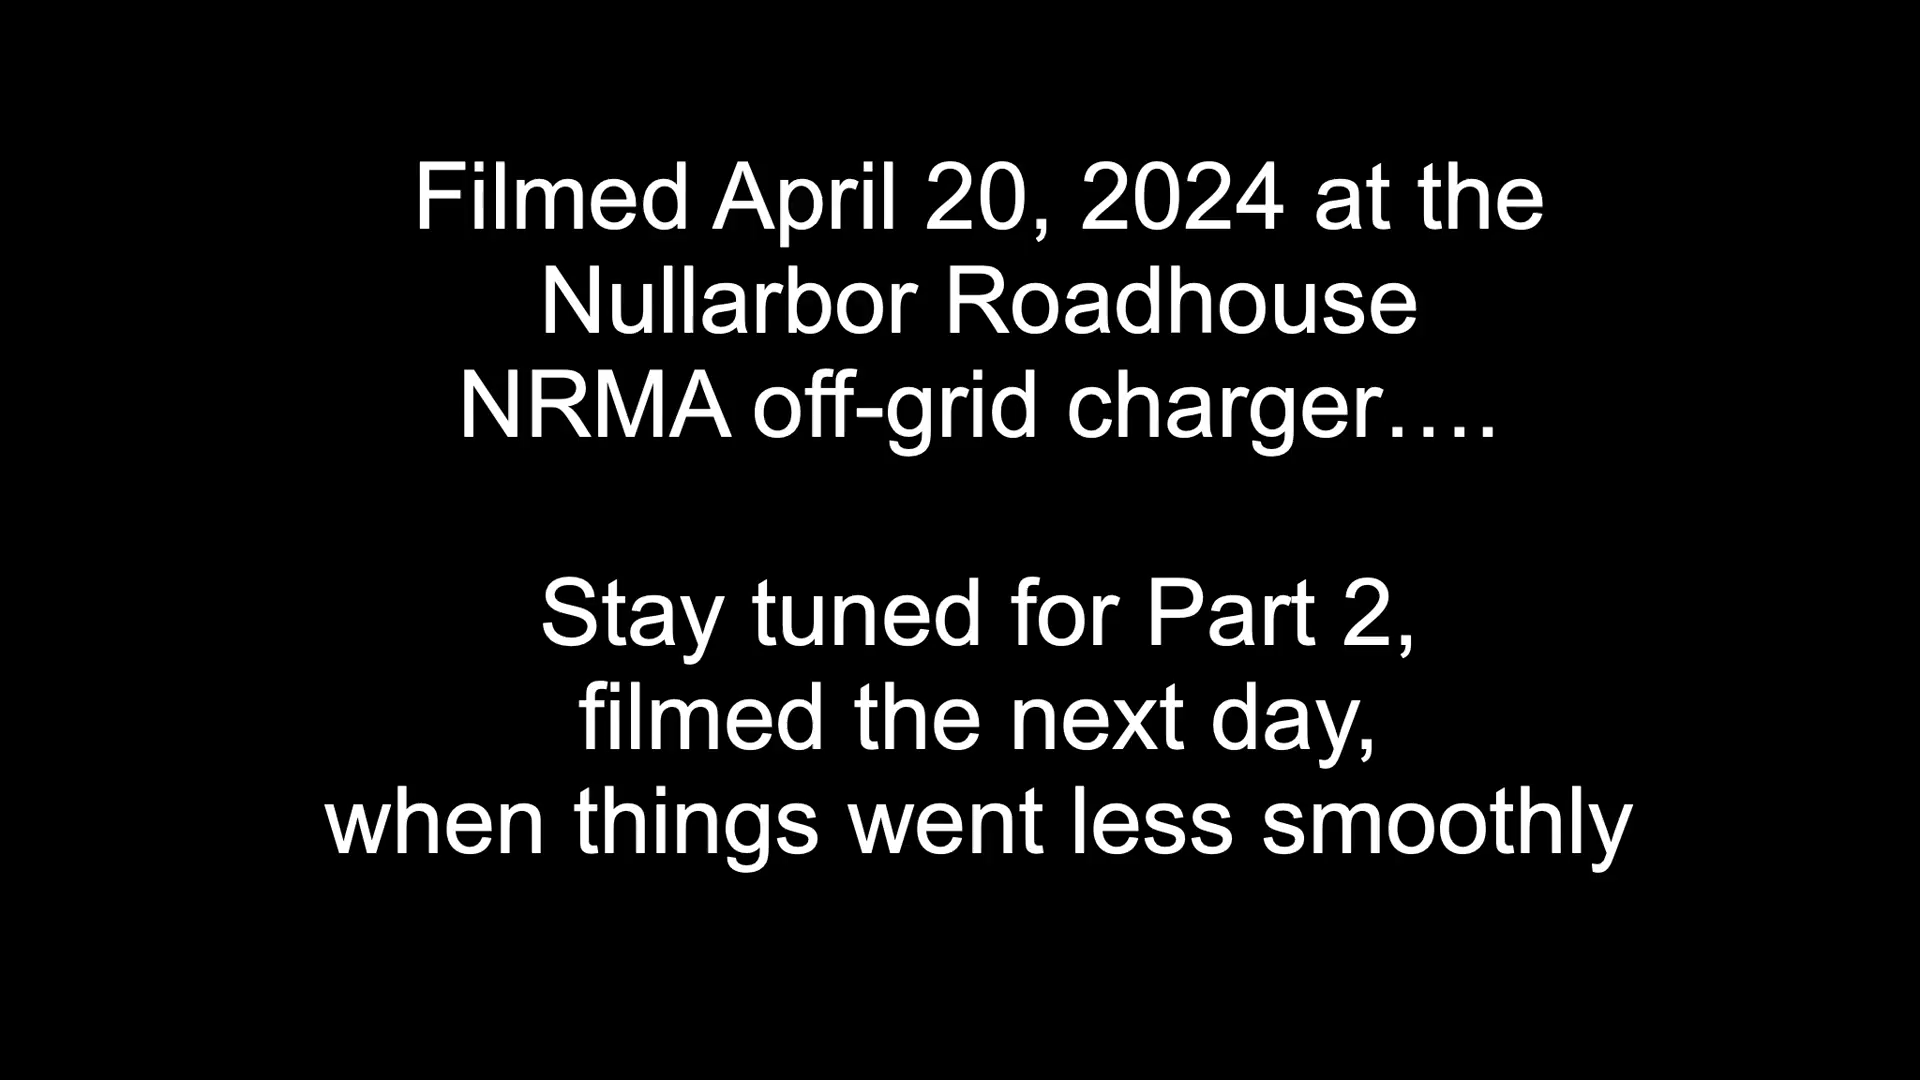 Filmed April 20, 2024 at the
Nullarbor Roadhouse
NRMA off-grid charger....
Stay tuned for Part 2,
filmed the next day,
when things went less smoothly